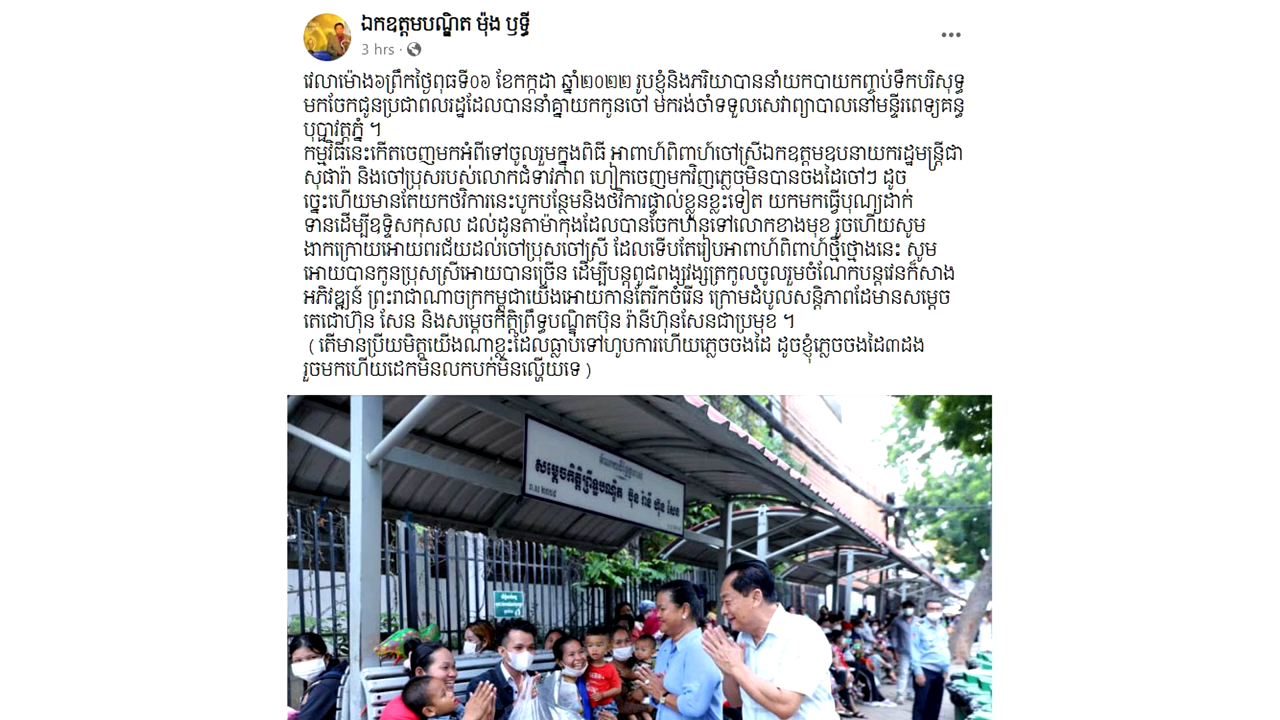 ឯកឧត្តមបណ្ឌិត ម៉ុង ឫទ្ធី
3 hrs ·
វេលាម៉ោង៦ព្រឹកថ្ងៃពុធទី០៦ ខែកក្កដា ឆ្នាំ២០២២ រូបខ្ញុំនិងភរិយាបាននាំយកបាយកញ្ចប់ទឹកបរិសុទ្ធ
មកចែកជូនប្រជាពលរដ្ឋដែលបាននាំគ្នាយកកូនចៅ មករង់ចាំទទួលសេវាព្យាបាលនៅមន្ទីរពេទ្យគន្ធ
បុប្ផាវត្តភ្នំ ។
កម្មវិធីនេះកើតចេញមកអំពីទៅចូលរួមក្នុងពិធី អាពាហ៍ពិពាហ៍ចៅស្រីឯកឧត្តមឧបនាយករដ្ឋមន្ត្រីជា
សុផារ៉ា និងចៅប្រុសរបស់លោកជំទាវភាព ហៀកចេញមកវិញភ្លេចមិនបានចងដៃចៅៗ ដូច
ច្នេះហើយមានតែយកថវិការនេះបូកបន្ថែមនិងថវិការផ្ទាល់ខ្លួនខ្លះទៀត យកមកធ្វើបុណ្យដាក់
ទានដើម្បីឧទ្ទិសកុសល ដល់ដូនតាម៉ាកុងដែលបានចែកឋានទៅលោកខាងមុខ រួចហើយសូម
ងាកក្រោយអោយពរជ័យដល់ចៅប្រុសចៅស្រី ដែលទើបតែរៀបអាពាហ៍ពិពាហ៍ថ្មីថ្មោងនេះ សូម
អោយបានកូនប្រុសស្រីអោយបានច្រើន ដើម្បីបន្តពូជពង្សវង្សត្រកូលចូលរួមចំណែកបន្តវេនក៏សាង
អភិវឌ្ឍន៍ ព្រះរាជាណាចក្រកម្ពុជាយើងអោយកាន់តែរីកចំរើន ក្រោមដំបូលសន្តិភាពដែមានសម្តេច
តេជោហ៊ុន សែន និងសម្តេចកិត្តិព្រឹទ្ធបណ្ឌិតប៊ុន រ៉ានីហ៊ុនសែនជាប្រមុខ ។
( តើមានប្រីយមិត្តយើងណាខ្លះដែលធ្លាប់ទៅហូបការហើយភ្លេចចងដៃ ដូចខ្ញុំភ្លេចចងដៃ៣ដង
រួចមកហើយដេកមិនលកបក់មិនល្ហើយទេ )
សម្តេចកិត្តិព្រឹទ្ធបណ្ឌិត ប៊ុន រ៉ានី ហ៊ុន សែន